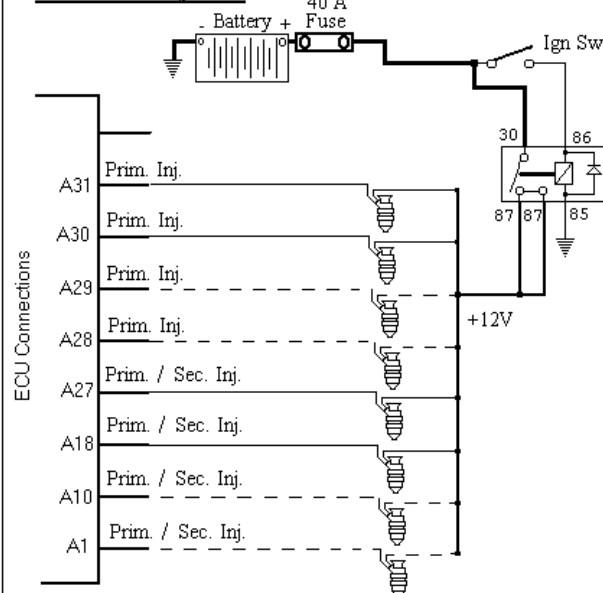 40 A
- Battery + Fuse
Ign Sw
30 86
87 87 85
+12V
ECU Connections
A31 Prim. Inj.
A30 Prim. Inj.
A29 Prim. Inj.
A28 Prim. Inj.
A27 Prim. / Sec. Inj.
A18 Prim. / Sec. Inj.
A10 Prim. / Sec. Inj.
A1 Prim. / Sec. Inj.